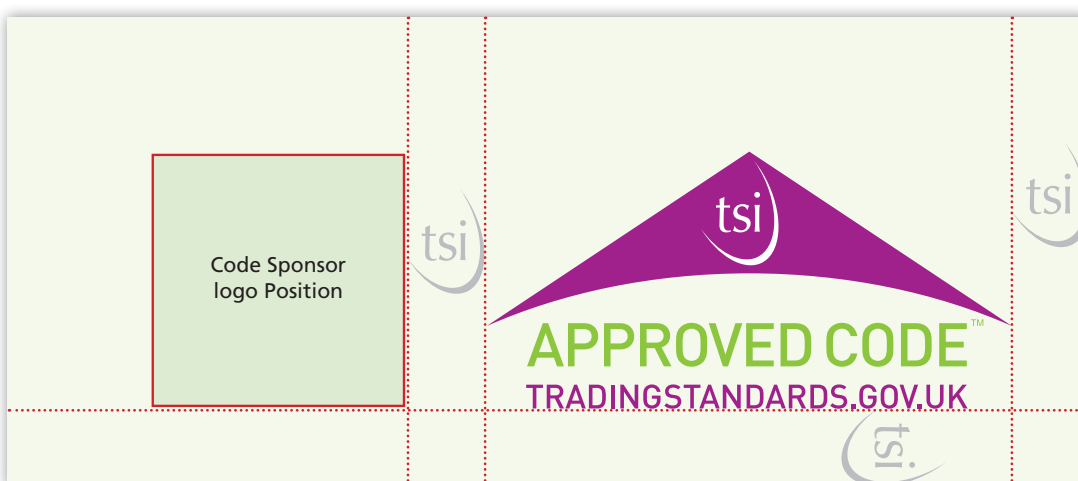 tsi
tsi
tsi
Code Sponsor
logo Position
APPROVED CODE™
TRADINGSTANDARDS.GOV.UK
tsi